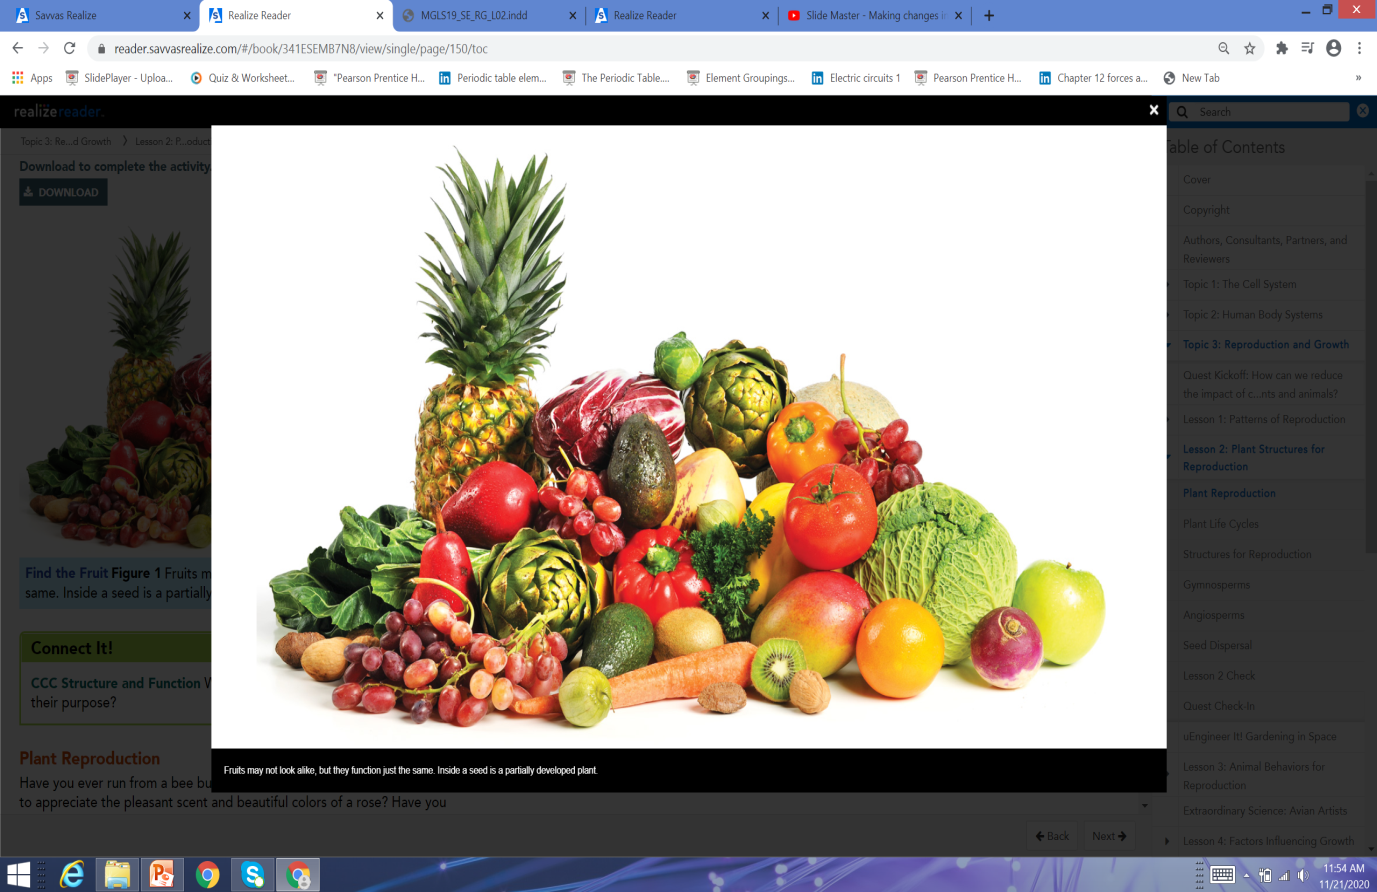 Savvas Realize
Realize Reader
MGLS19_SE_RG_L02.indd
Realize Reader
Slide Master - Making changes i
reader.savvasrealize.com/#/book/341ESEMB7N8/view/single/page/150/toc
Apps
SlidePlayer - Uploa...
Quiz & Worksheet...
"Pearson Prentice H...
Periodic table elem...
The Periodic Table....
Element Groupings...
Electric circuits 1
Pearson Prentice H...
Chapter 12 forces a...
New Tab
»
realize reader.
Search
Topic 3: Re...d Growth
Lesson 2: P...oduct
Download to complete the activity.
DOWNLOAD
Find the Fruit Figure 1 Fruits m
same. Inside a seed is a partially
Connect It!
CCC Structure and Function W
their purpose?
Plant Reproduction
Have you ever run from a bee bu
to appreciate the pleasant scent and beautiful colors of a rose? Have you
Fruits may not look alike, but they function just the same. Inside a seed is a partially developed plant.
Back
Next
Table of Contents
Cover
Copyright
Authors, Consultants, Partners, and
Reviewers
Topic 1: The Cell System
Topic 2: Human Body Systems
Topic 3: Reproduction and Growth
Quest Kickoff: How can we reduce
the impact of c...nts and animals?
Lesson 1: Patterns of Reproduction
Lesson 2: Plant Structures for
Reproduction
Plant Reproduction
Plant Life Cycles
Structures for Reproduction
Gymnosperms
Angiosperms
Seed Dispersal
Lesson 2 Check
Quest Check-In
uEngineer It! Gardening in Space
Lesson 3: Animal Behaviors for
Reproduction
Extraordinary Science: Avian Artists
Lesson 4: Factors Influencing Growth
11:54 AM
11/21/2020